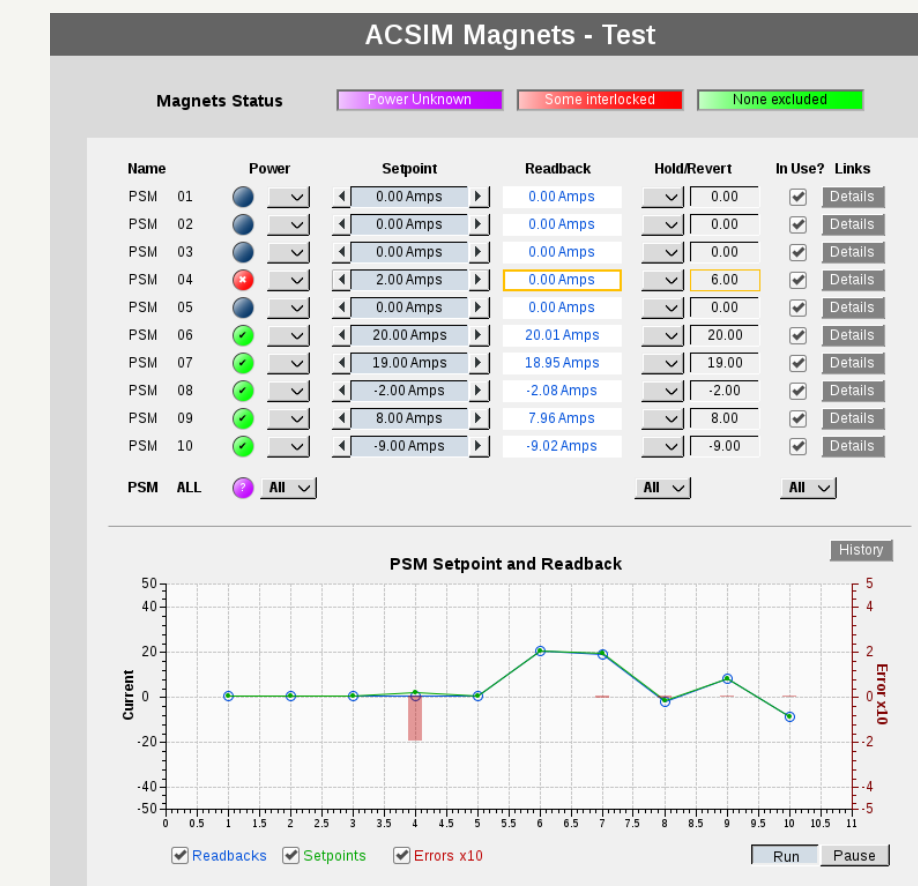 ACSIM Magnets - Test
Magnets Status Power Unknown Some interlocked None excluded
Name Power Setpoint Readback Hold/Revert In Use? Links
PSM 01 0.00 Amps 0.00 Amps 0.00 Details
PSM 02 0.00 Amps 0.00 Amps 0.00 Details
PSM 03 0.00 Amps 0.00 Amps 0.00 Details
PSM 04 2.00 Amps 0.00 Amps 6.00 Details
PSM 05 0.00 Amps 0.00 Amps 0.00 Details
PSM 06 20.00 Amps 20.01 Amps 20.00 Details
PSM 07 19.00 Amps 18.95 Amps 19.00 Details
PSM 08 -2.00 Amps -2.08 Amps -2.00 Details
PSM 09 8.00 Amps 7.96 Amps 8.00 Details
PSM 10 -9.00 Amps -9.02 Amps -9.00 Details
PSM ALL ? All All All
History
PSM Setpoint and Readback
50 5
40 4
20 2
0 0
-20 -2
-40 -4
-50 -5
Current
Error x10
0 0.5 1 1.5 2 2.5 3 3.5 4 4.5 5 5.5 6 6.5 7 7.5 8 8.5 9 9.5 10 10.5 11
Readbacks Setpoints Errors x10 Run Pause